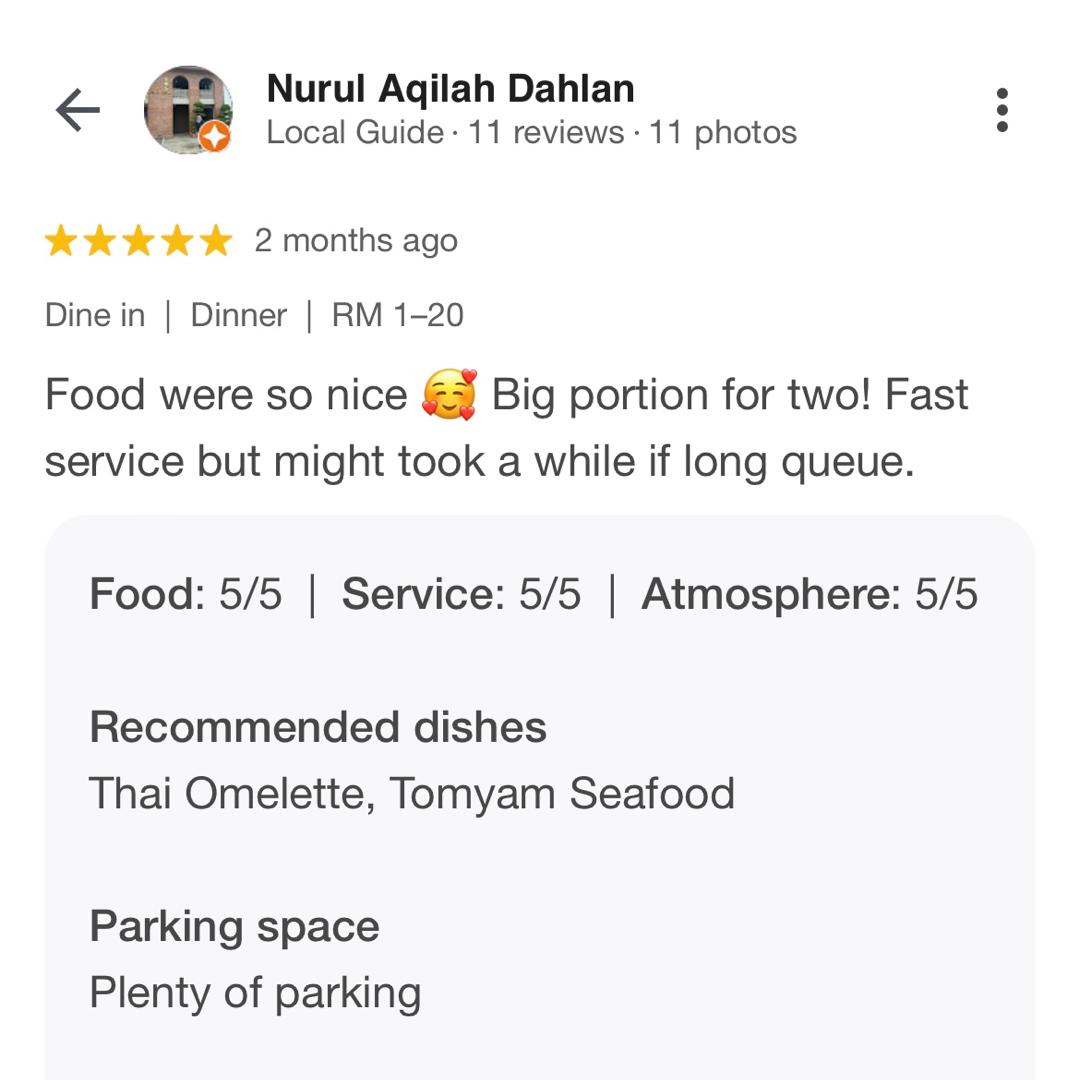 Nurul Aqilah Dahlan
Local Guide · 11 reviews · 11 photos
2 months ago
Dine in | Dinner | RM 1–20
Food were so nice 🥰 Big portion for two! Fast
service but might took a while if long queue.
Food: 5/5 | Service: 5/5 | Atmosphere: 5/5
Recommended dishes
Thai Omelette, Tomyam Seafood
Parking space
Plenty of parking